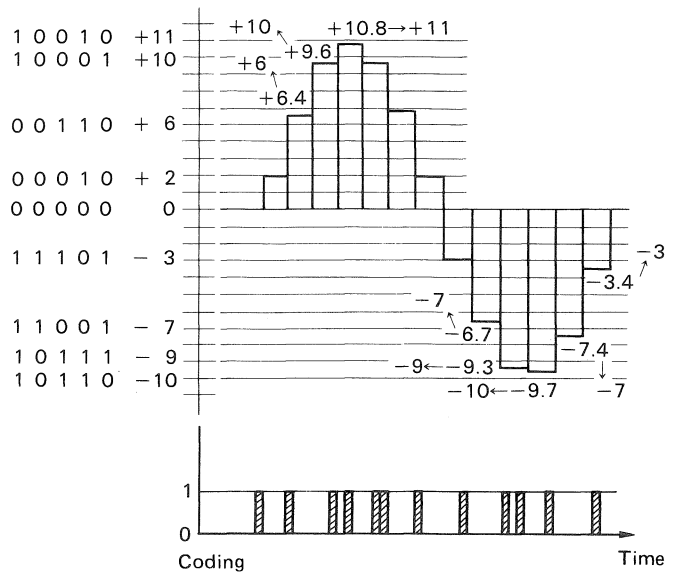 +10 +10.8→+11
1 0 0 1 0 +11
+9.6
1 0 0 0 1 +10
+6
+6.4
0 0 1 1 0 + 6
0 0 0 1 0 + 2
0 0 0 0 0 0
-3
1 1 1 0 1 - 3
-3.4
-7
1 1 0 0 1 - 7
-6.7
-7.4
1 0 1 1 1 - 9
-9←-9.3
1 0 1 1 0 -10
-10←-9.7 -7
1
0
Coding Time